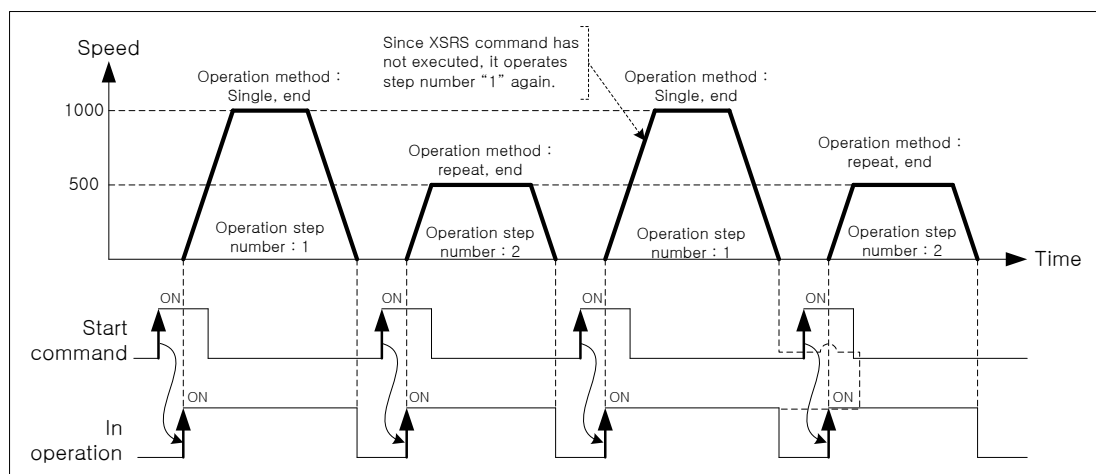 Speed
1000
500
Operation method :
Single, end
Operation step
number : 1
Operation method :
repeat, end
Operation step
number : 2
Since XSRS command has
not executed, it operates
step number “1” again.
Operation method :
Single, end
Operation step
number : 1
Operation method :
repeat, end
Operation step
number : 2
Time
Start
command
ON
ON
ON
ON
In
operation
ON
ON
ON
ON